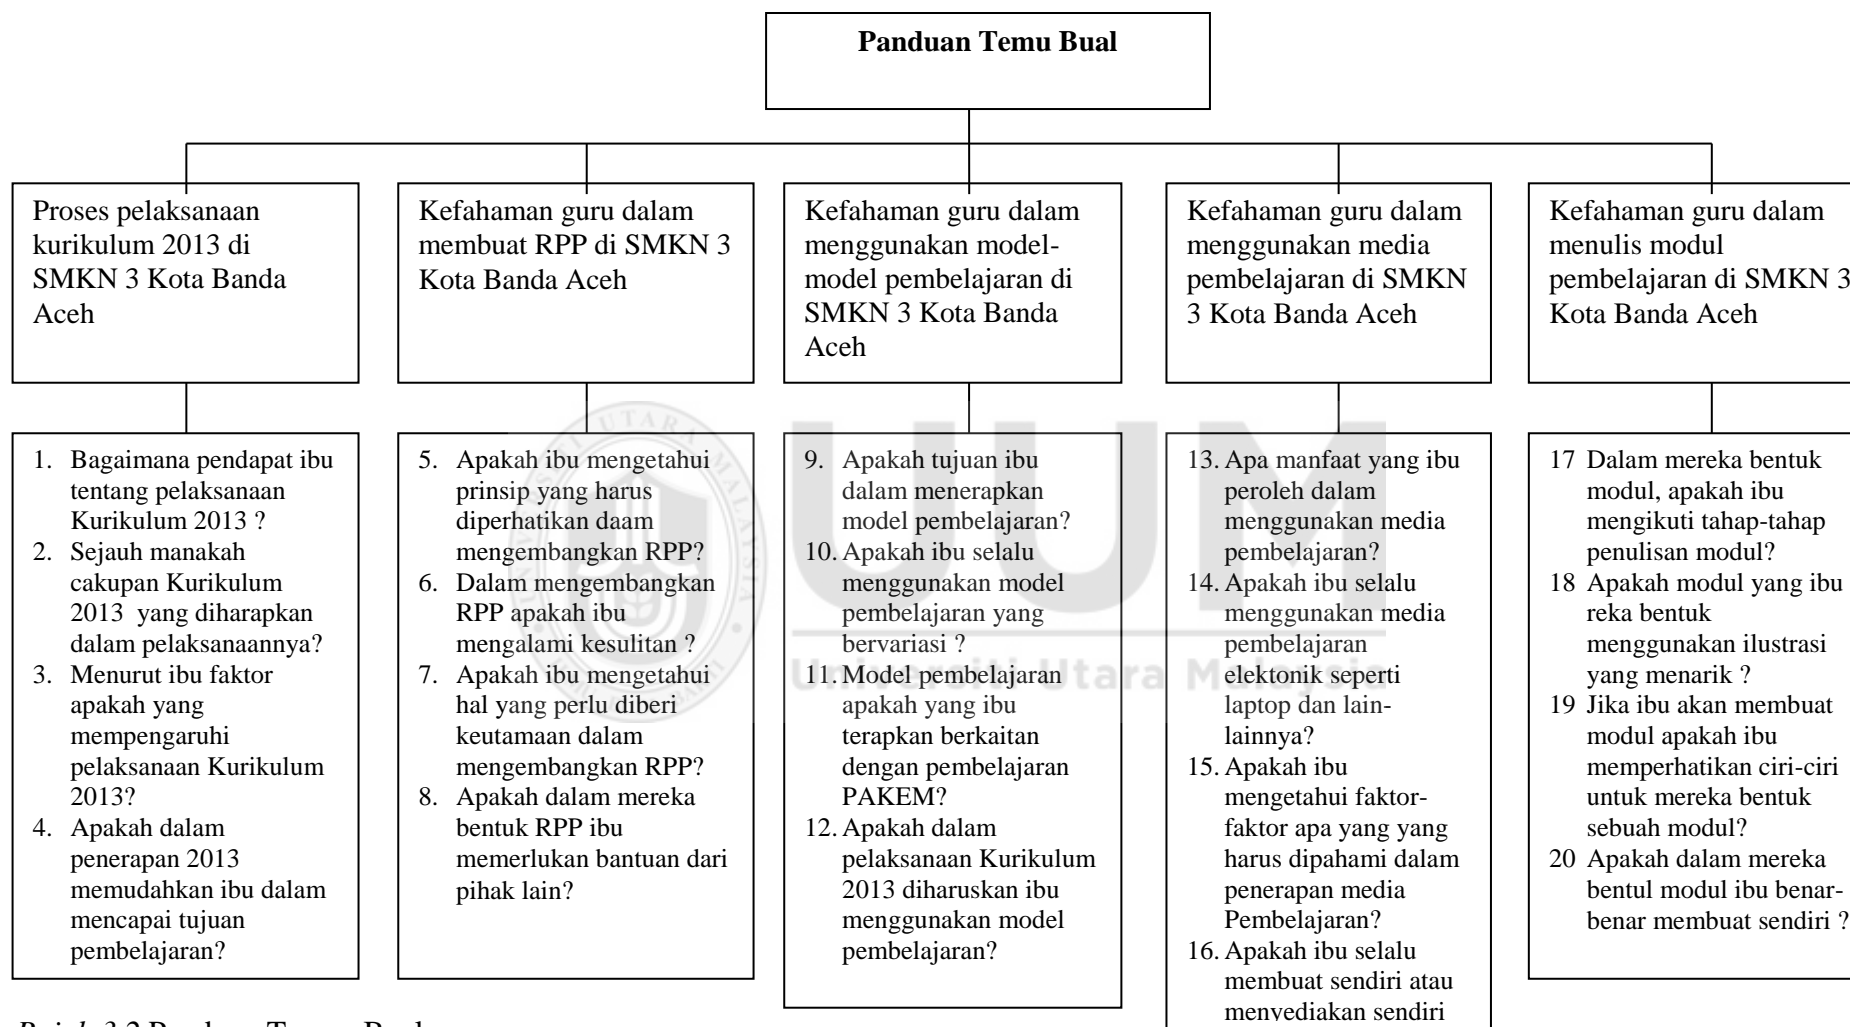 Panduan Temu Bual
Proses pelaksanaan
kurikulum 2013 di
SMKN 3 Kota Banda
Aceh
Kefahaman guru dalam
membuat RPP di SMKN 3
Kota Banda Aceh
Kefahaman guru dalam
menggunakan model-
model pembelajaran di
SMKN 3 Kota Banda
Aceh
Kefahaman guru dalam
menggunakan media
pembelajaran di SMKN
3 Kota Banda Aceh
Kefahaman guru dalam
menulis modul
pembelajaran di SMKN 3
Kota Banda Aceh
1. Bagaimana pendapat ibu
tentang pelaksanaan
Kurikulum 2013 ?
2. Sejauh manakah
cakupan Kurikulum
2013 yang diharapkan
dalam pelaksanaannya?
3. Menurut ibu faktor
apakah yang
mempengaruhi
pelaksanaan Kurikulum
2013?
4. Apakah dalam
penerapan 2013
memudahkan ibu dalam
mencapai tujuan
pembelajaran?
5. Apakah ibu mengetahui
prinsip yang harus
diperhatikan daam
mengembangkan RPP?
6. Dalam mengembangkan
RPP apakah ibu
mengalami kesulitan ?
7. Apakah ibu mengetahui
hal yang perlu diberi
keutamaan dalam
mengembangkan RPP?
8. Apakah dalam mereka
bentuk RPP ibu
memerlukan bantuan dari
pihak lain?
9. Apakah tujuan ibu
dalam menerapkan
model pembelajaran?
10. Apakah ibu selalu
menggunakan model
pembelajaran yang
bervariasi ?
11. Model pembelajaran
apakah yang ibu
terapkan berkaitan
dengan pembelajaran
PAKEM?
12. Apakah dalam
pelaksanaan Kurikulum
2013 diharuskan ibu
menggunakan model
pembelajaran?
13. Apa manfaat yang ibu
peroleh dalam
menggunakan media
pembelajaran?
14. Apakah ibu selalu
menggunakan media
pembelajaran
elektonik seperti
laptop dan lain-
lainnya?
15. Apakah ibu
mengetahui faktor-
faktor apa yang yang
harus dipahami dalam
penerapan media
Pembelajaran?
16. Apakah ibu selalu
membuat sendiri atau
menyediakan sendiri
17 Dalam mereka bentuk
modul, apakah ibu
mengikuti tahap-tahap
penulisan modul?
18 Apakah modul yang ibu
reka bentuk
menggunakan ilustrasi
yang menarik ?
19 Jika ibu akan membuat
modul apakah ibu
memperhatikan ciri-ciri
untuk mereka bentuk
sebuah modul?
20 Apakah dalam mereka
bentul modul ibu benar-
benar membuat sendiri ?
UNIVERSITI UTARA MALAYSIA
UUM
Universiti Utara Malaysia
Rajah 3.2 Panduan Temu Bual